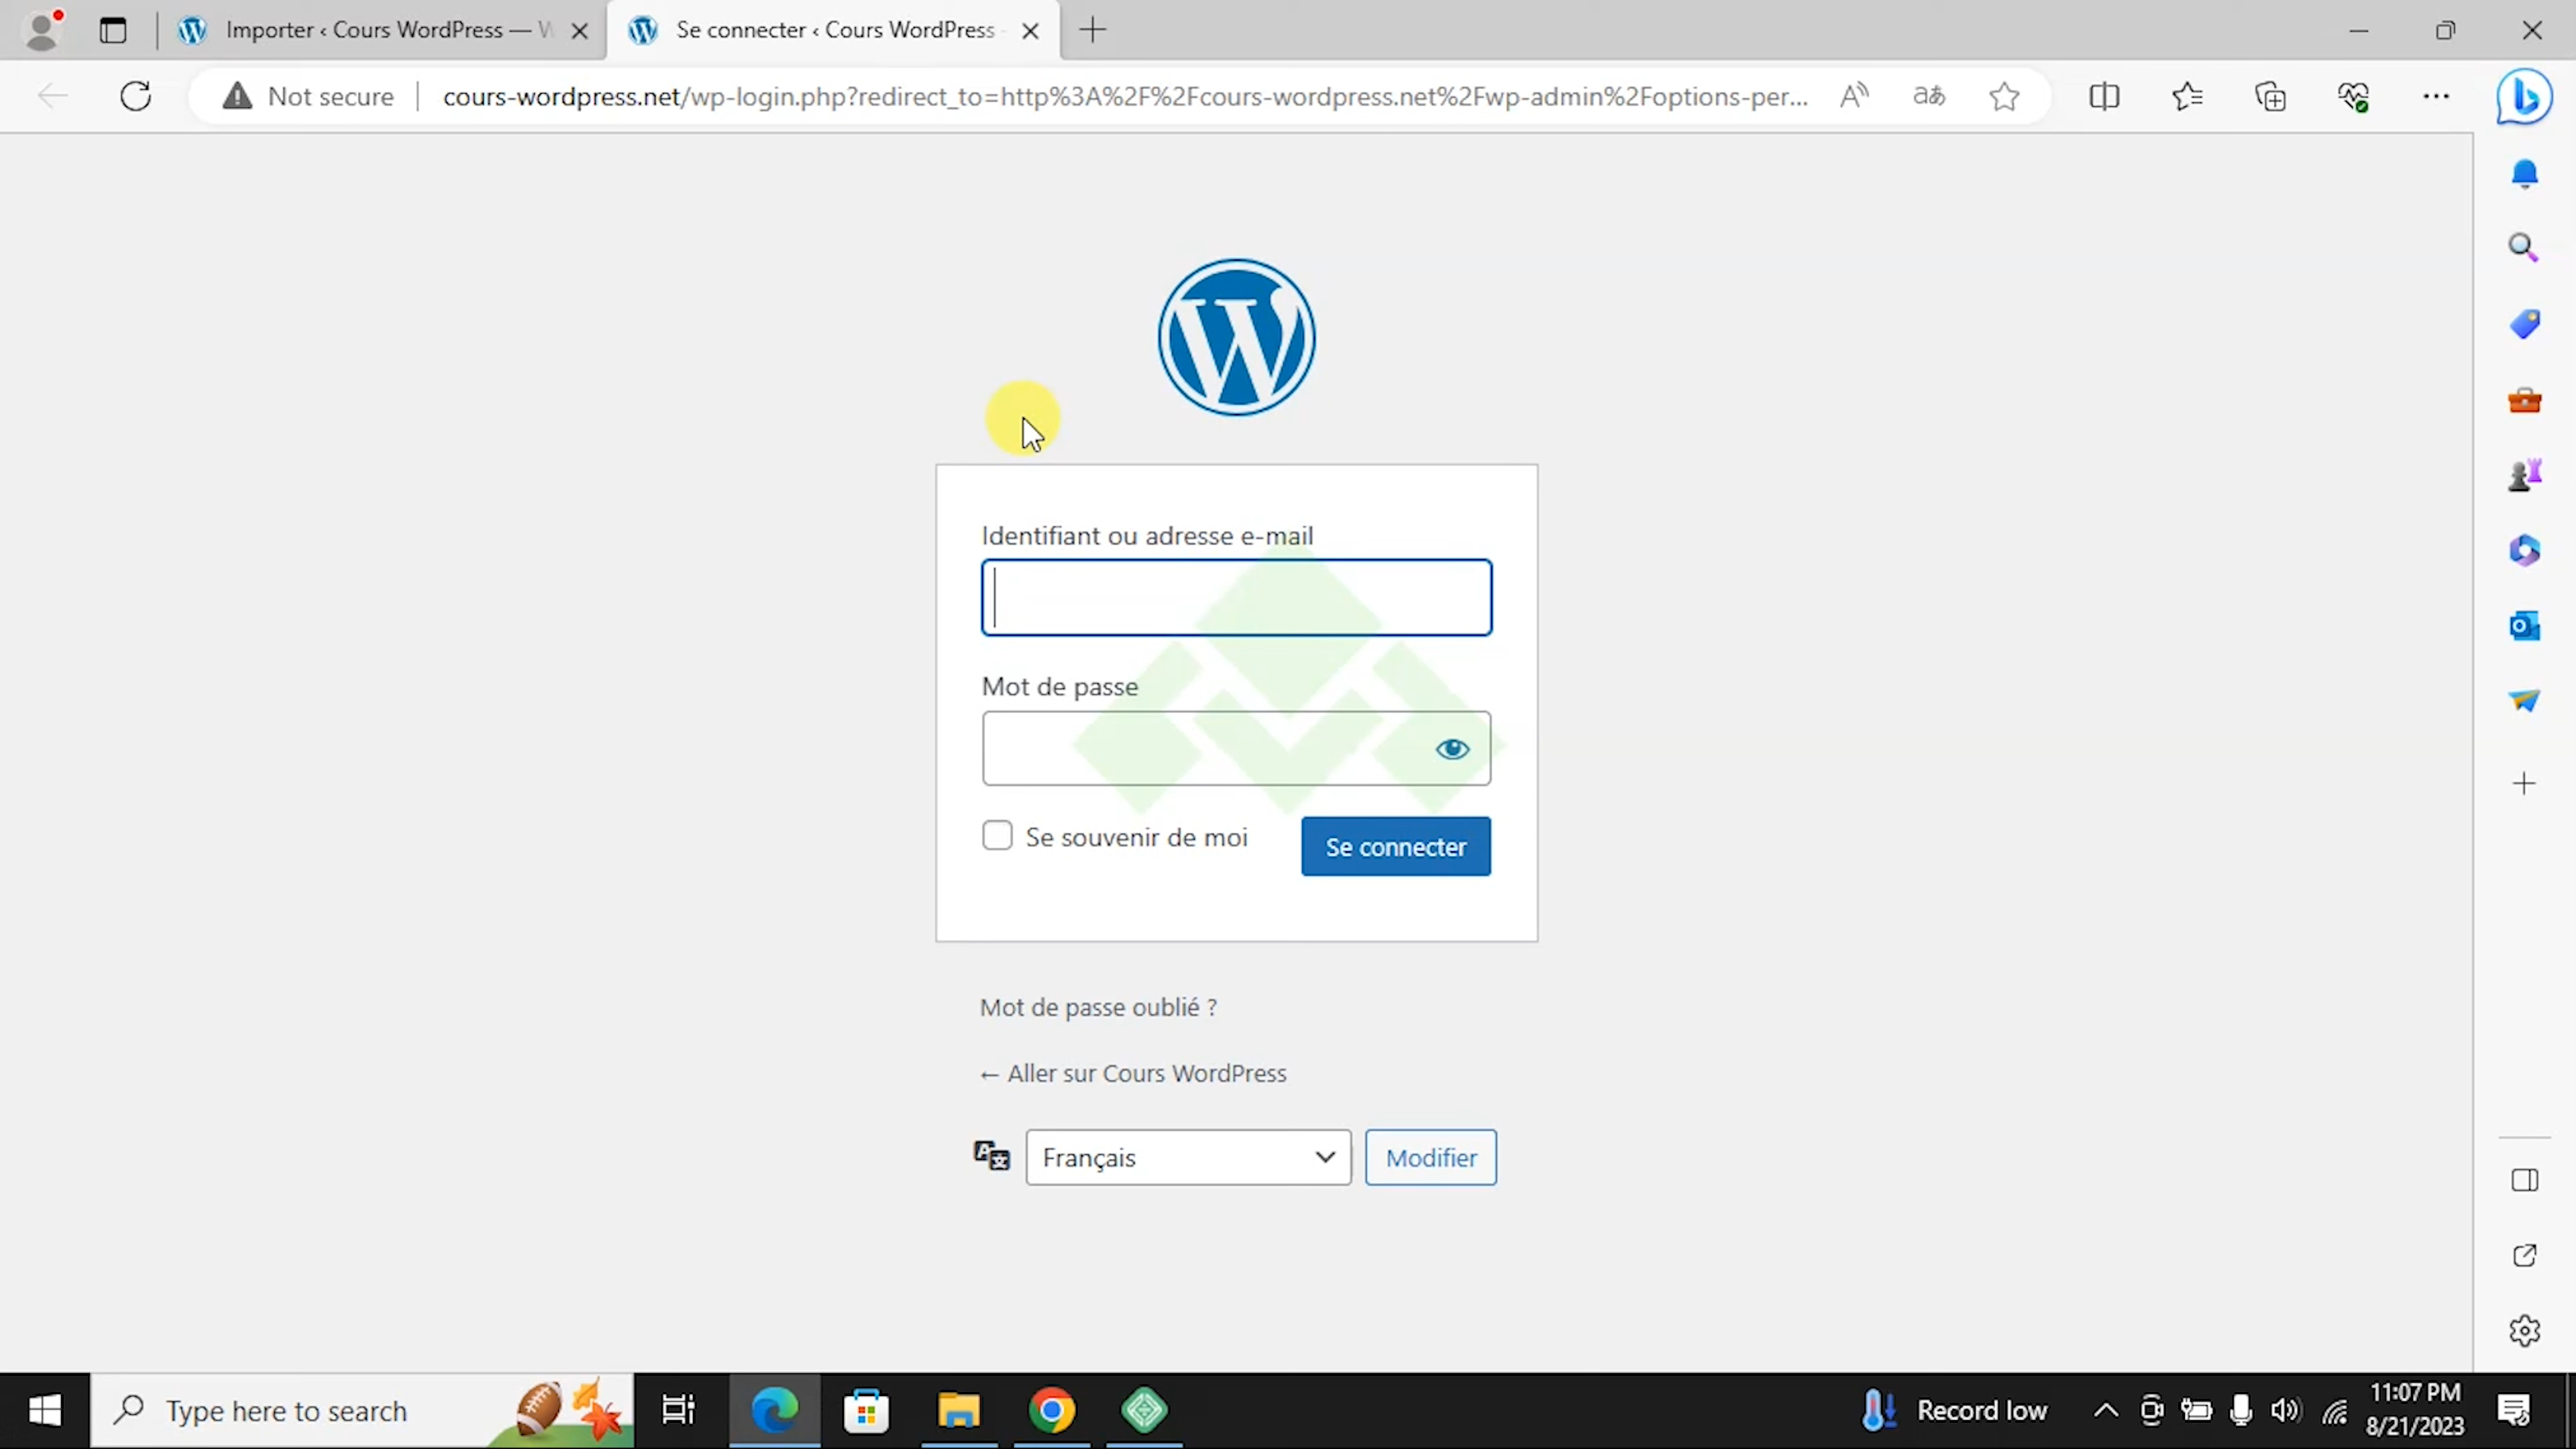 Importer ‹ Cours WordPress — W
Se connecter ‹ Cours WordPress -
Not secure
cours-wordpress.net/wp-login.php?redirect_to=http%3A%2F%2Fcours-wordpress.net%2Fwp-admin%2Foptions-per...
Identifiant ou adresse e-mail
Mot de passe
Se souvenir de moi
Se connecter
Mot de passe oublié ?
← Aller sur Cours WordPress
Français
Modifier
Type here to search
Record low
11:07 PM
8/21/2023